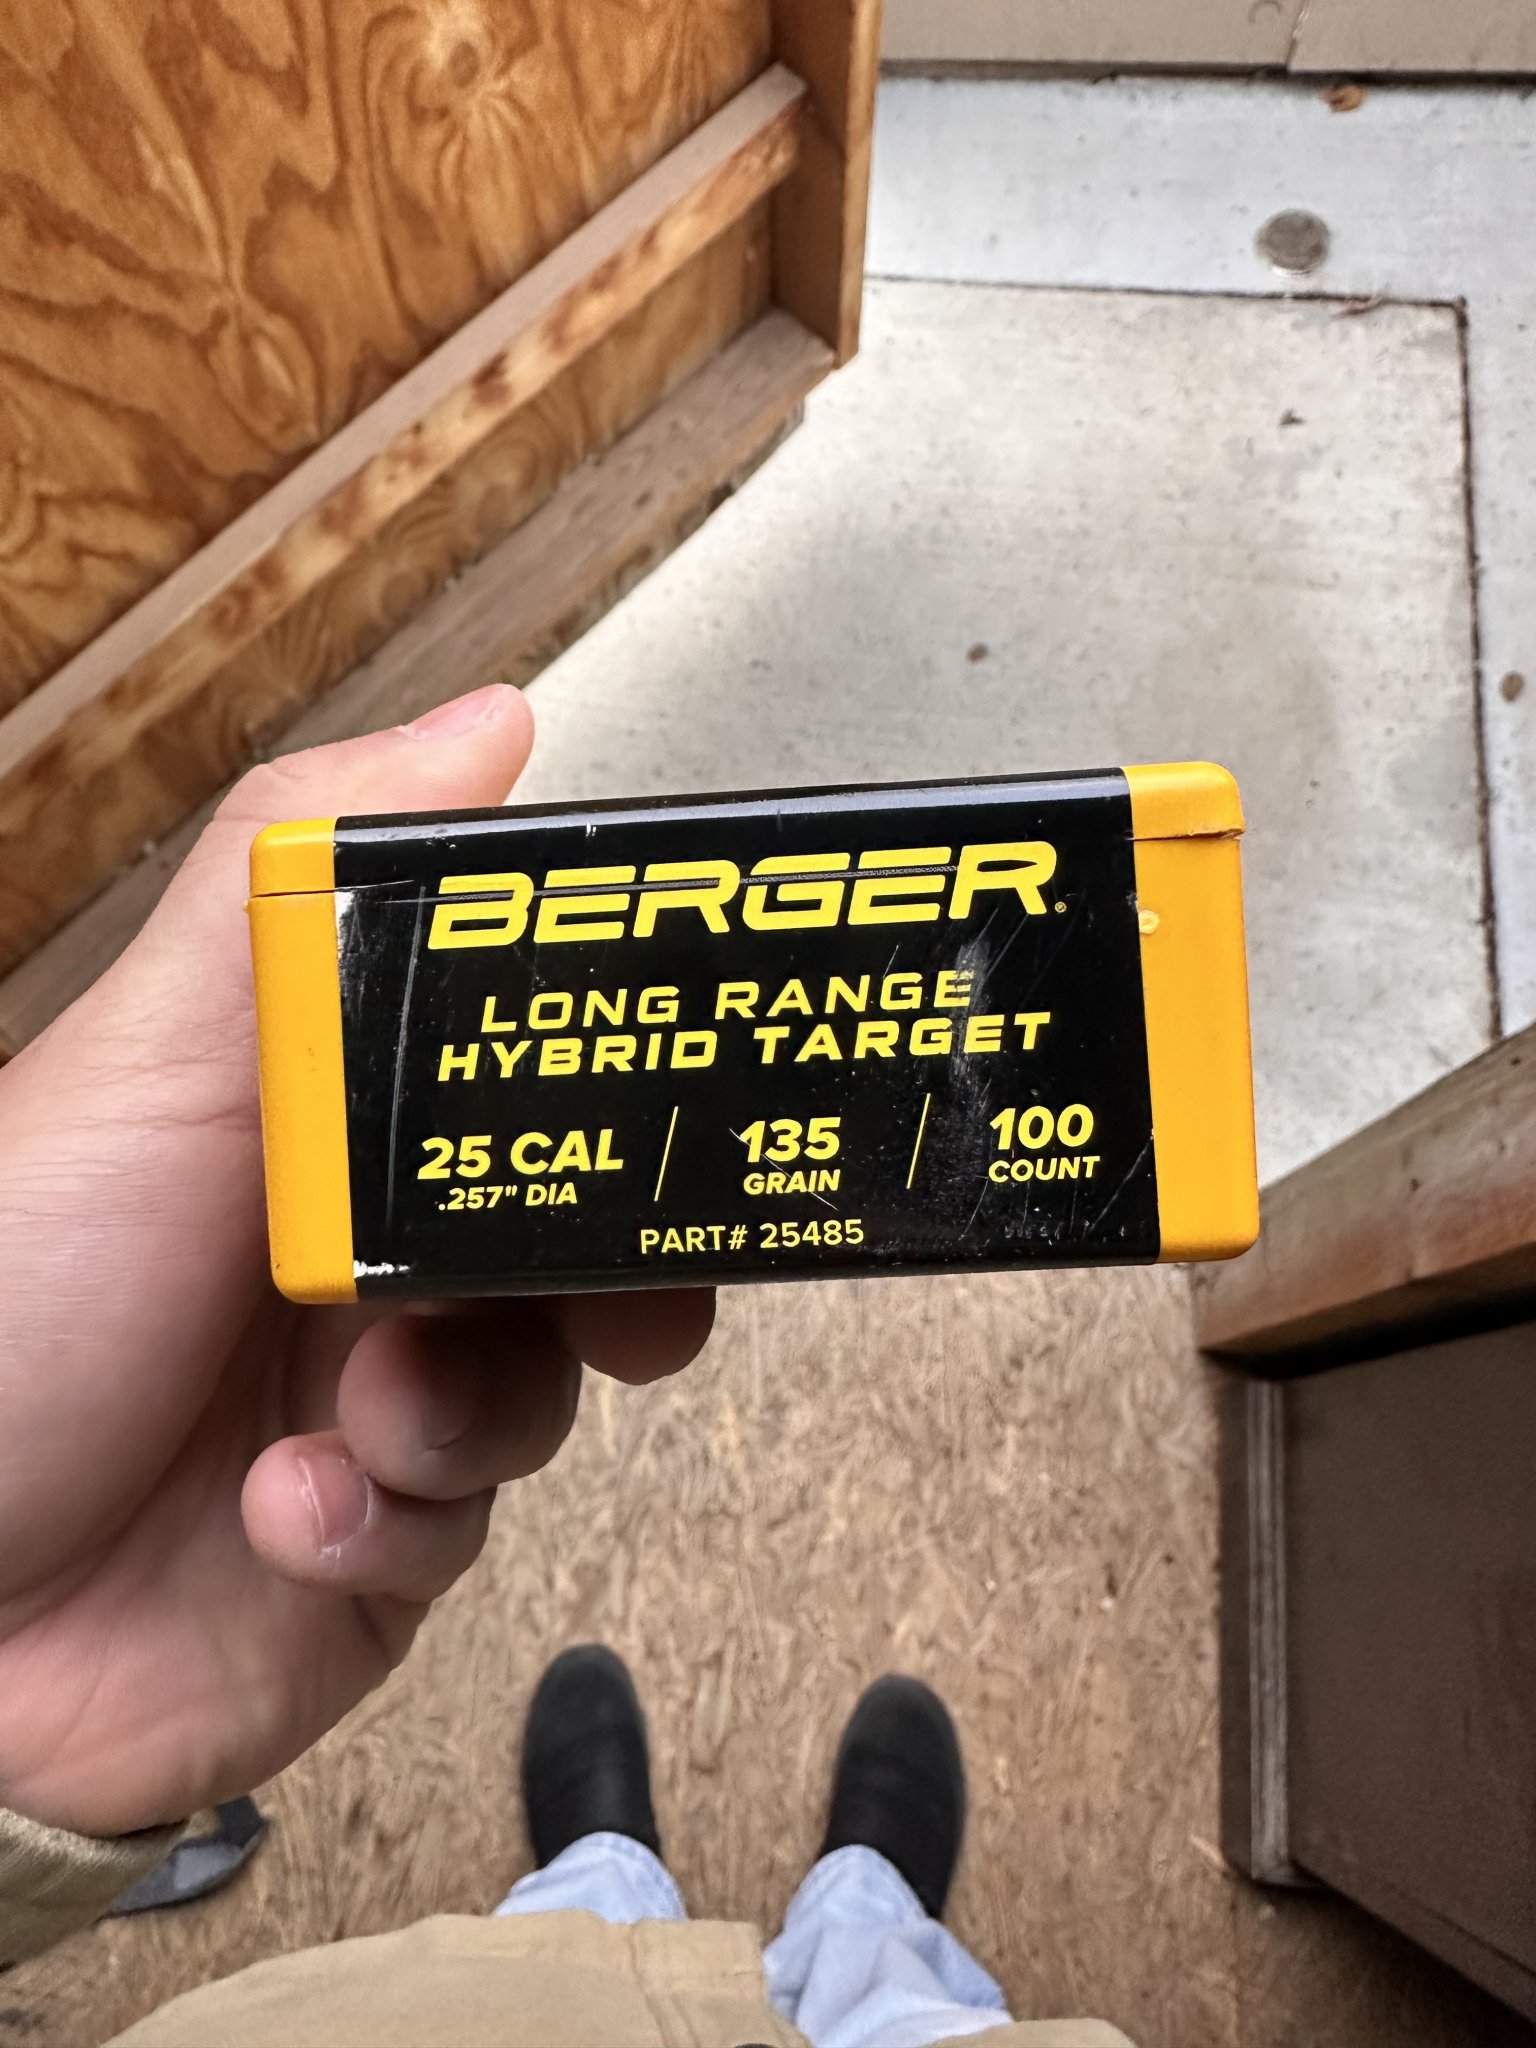 BERGER®
LONG RANGE
HYBRID TARGET
25 CAL
.257" DIA
135
GRAIN
100
COUNT
PART# 25485